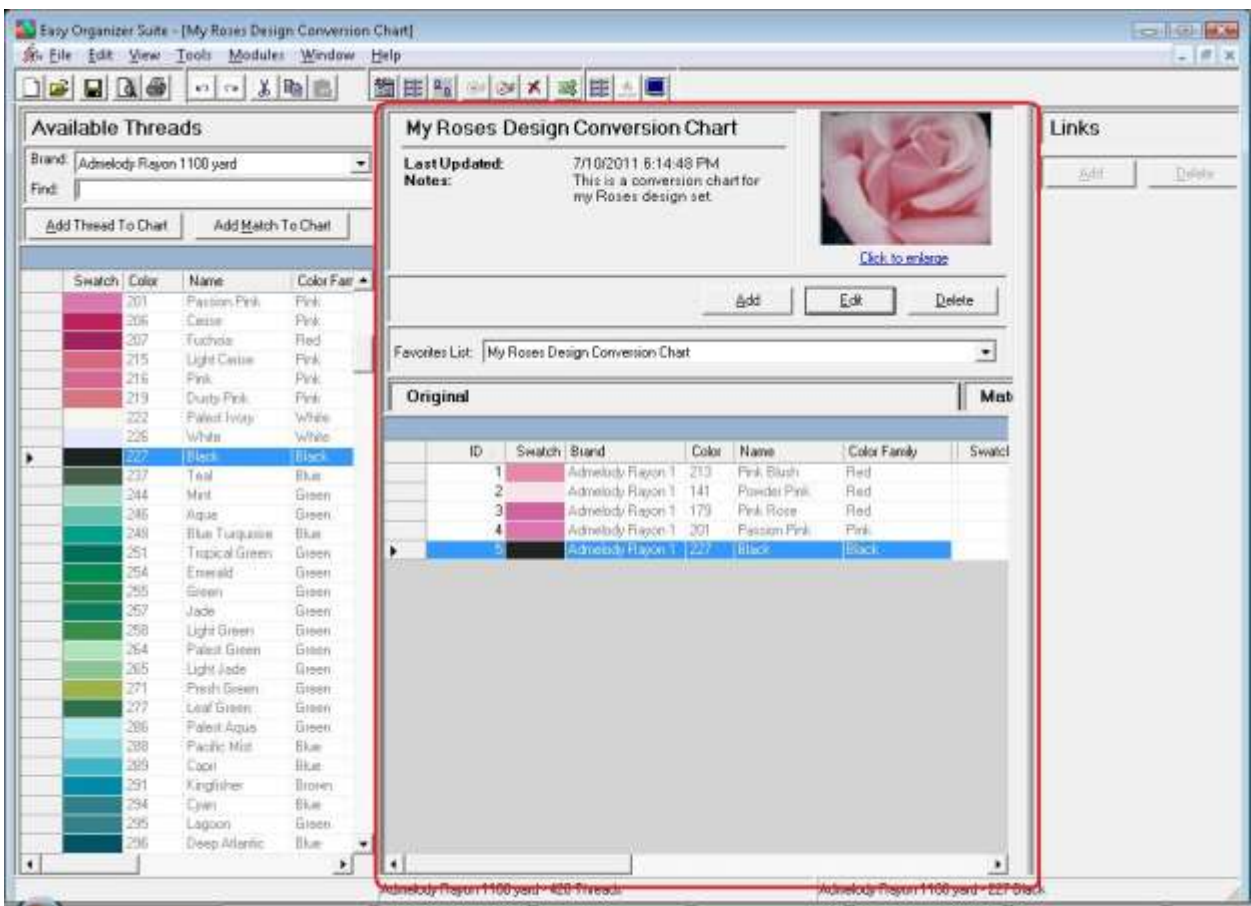 Easy Organizer Suite - [My Roses Design Conversion Chart]
File Edit View Tools Modules Window Help
Available Threads
Brand: Admelody Rayon 1100 yard
Find:
Add Thread To Chart Add Match To Chart
Swatch Color Name Color Fam
201 Passion Pink Pink
206 Cerise Pink
207 Fuchsia Red
215 Light Cerise Pink
216 Pink Pink
219 Dusty Pink Pink
222 Palest Ivory White
226 White White
227 Black Black
237 Teal Blue
244 Mint Green
246 Aqua Green
248 Blue Turquoise Blue
251 Tropical Green Green
254 Emerald Green
255 Green Green
257 Jade Green
258 Light Green Green
264 Palest Green Green
265 Light Jade Green
271 Fresh Green Green
277 Leaf Green Green
286 Palest Aqua Green
288 Pacific Mist Blue
289 Capri Blue
291 Kingfisher Brown
294 Cyan Blue
295 Lagoon Green
296 Deep Atlantic Blue
My Roses Design Conversion Chart
Last Updated: 7/10/2011 6:14:48 PM
Notes: This is a conversion chart for
my Roses design set.
Click to enlarge
Add Edit Delete
Favorites List: My Roses Design Conversion Chart
Original Mat
ID Swatch Brand Color Name Color Family Swatcl
1 Admelody Rayon 1 213 Pink Blush Red
2 Admelody Rayon 1 141 Powder Pink Red
3 Admelody Rayon 1 179 Pink Rose Red
4 Admelody Rayon 1 201 Passion Pink Pink
5 Admelody Rayon 1 227 Black Black
Links
Add Delete
Admelody Rayon 1100 yard - 420 Threads Admelody Rayon 1100 yard - 227 Black